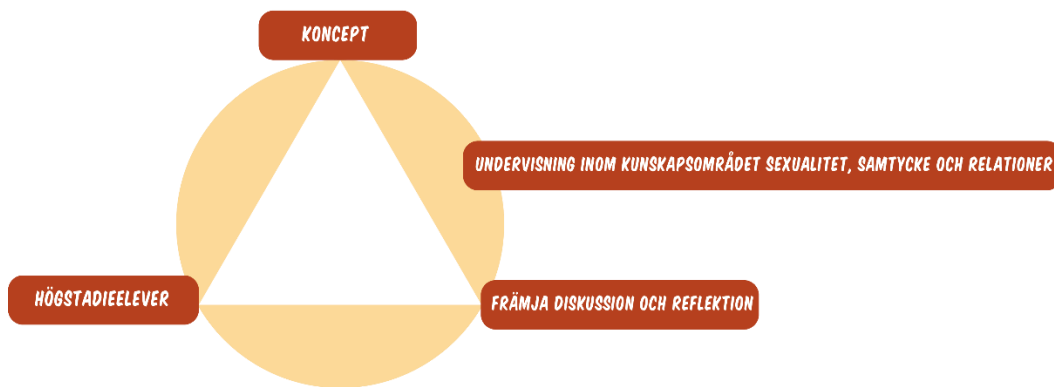 KONCEPT
UNDERVISNING INOM KUNSKAPSOMRÅDET SEXUALITET, SAMTYCKE OCH RELATIONER
HÖGSTADIEELEVER
FRÄMJA DISKUSSION OCH REFLEKTION